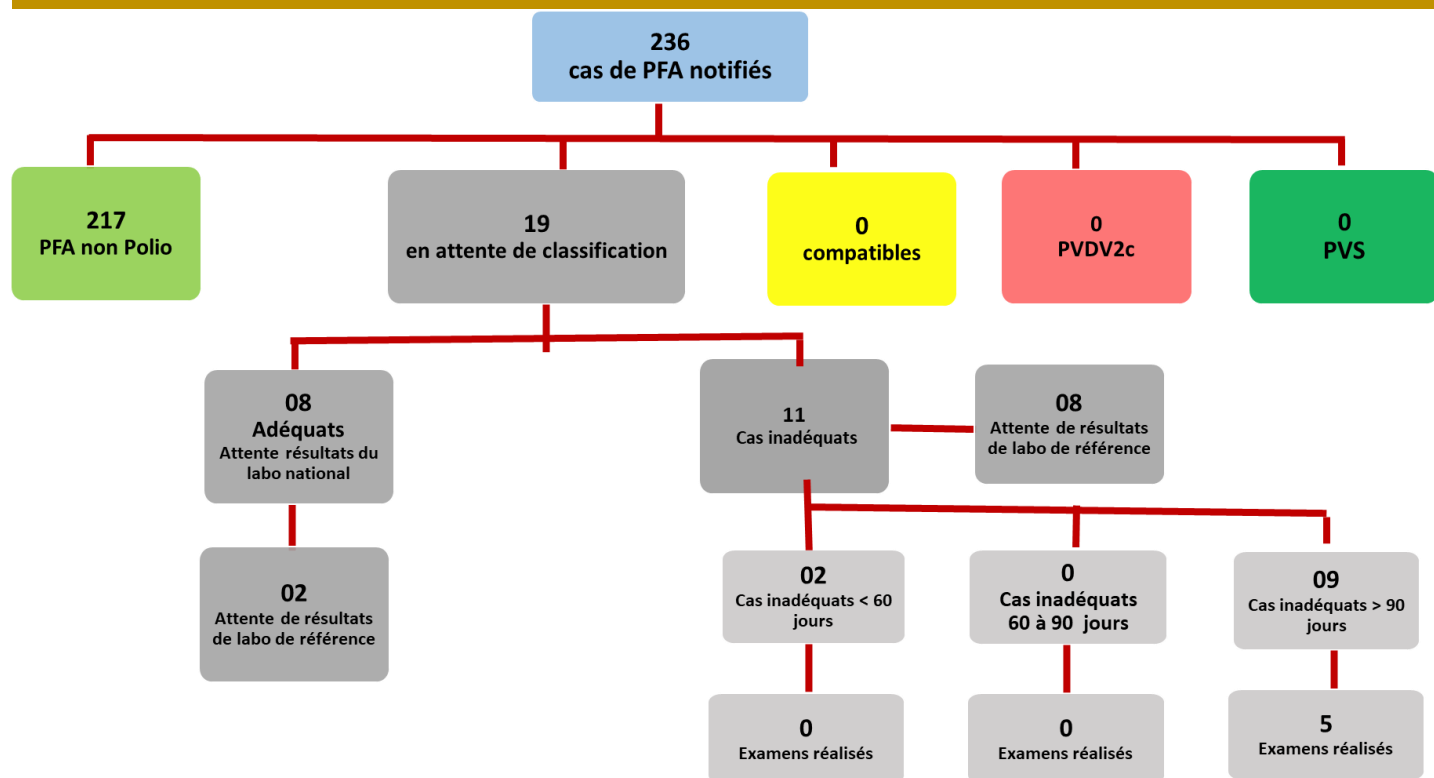 236
cas de PFA notifiés
217
PFA non Polio
19
en attente de classification
0
compatibles
0
PVDV2c
0
PVS
08
Adéquats
Attente résultats du
labo national
11
Cas inadéquats
08
Attente de résultats
de labo de référence
02
Attente de résultats
de labo de référence
02
Cas inadéquats < 60
jours
0
Cas inadéquats
60 à 90 jours
09
Cas inadéquats > 90
jours
0
Examens réalisés
0
Examens réalisés
5
Examens réalisés